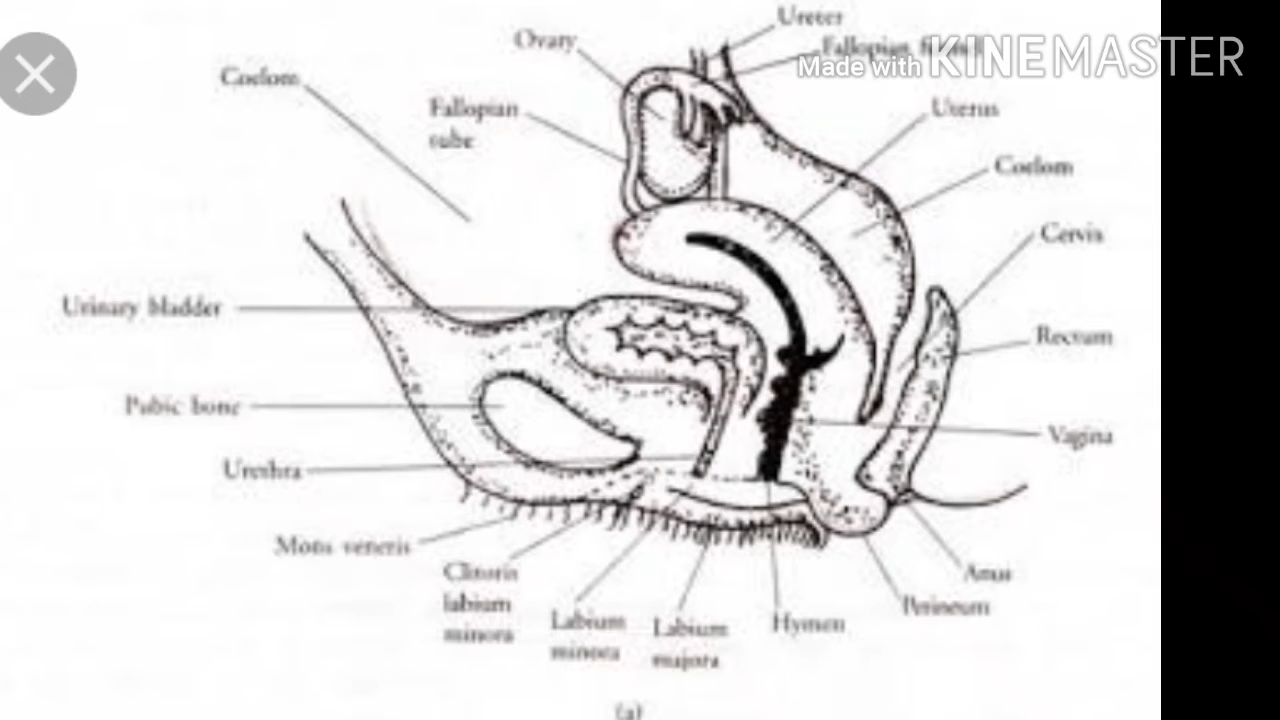 Ureter
Ovary
Fallopian
Made with KINEMASTER
Coelom
Fallopian
tube
Uterus
Coelom
Cervix
Urinary bladder
Rectum
Pubic bone
Vagina
Urethra
Mons veneris
Clitoris
labium
minora
Labium
minora
Labium
majora
Hymen
Anus
Perineum
(a)